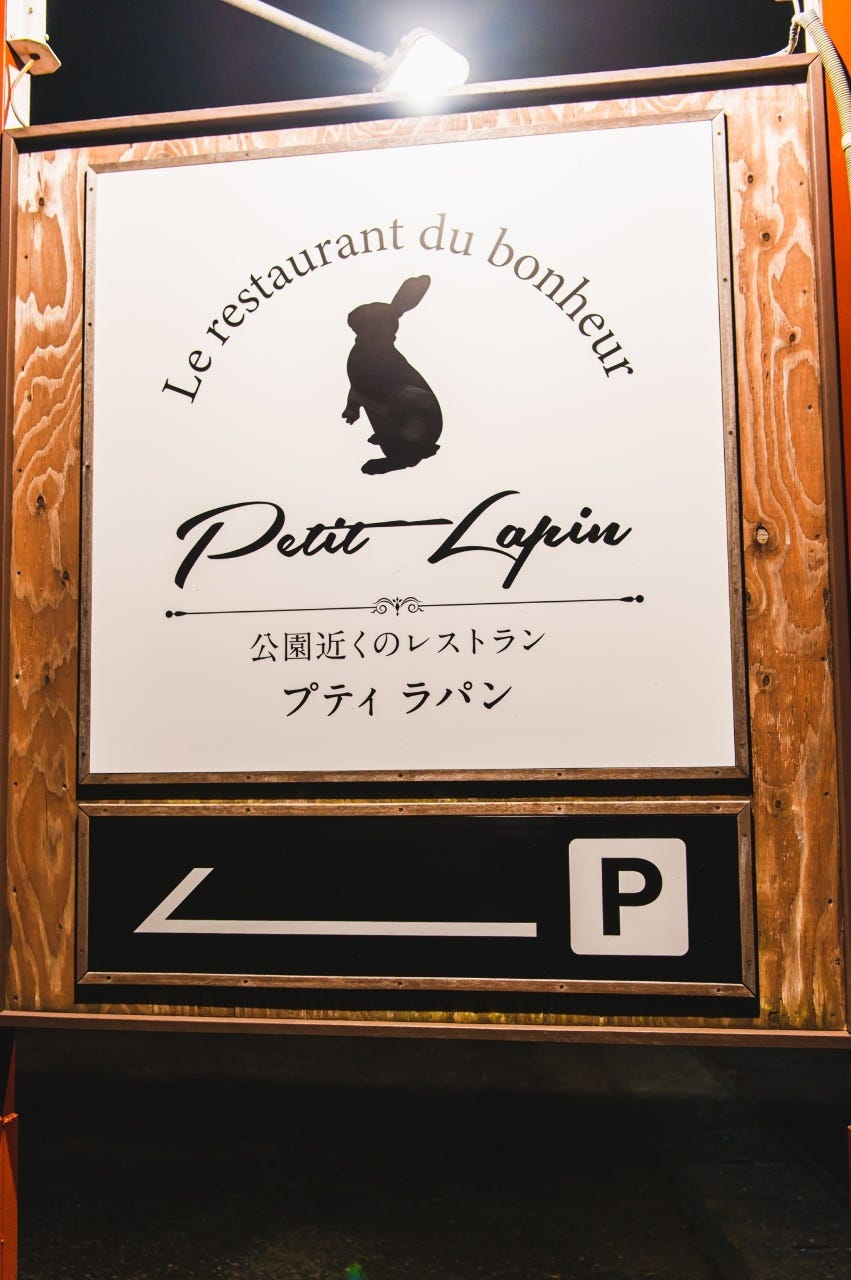 Le restaurant du bonheur
Petit Lapin
公園近くのレストラン
プティ ラパン
P